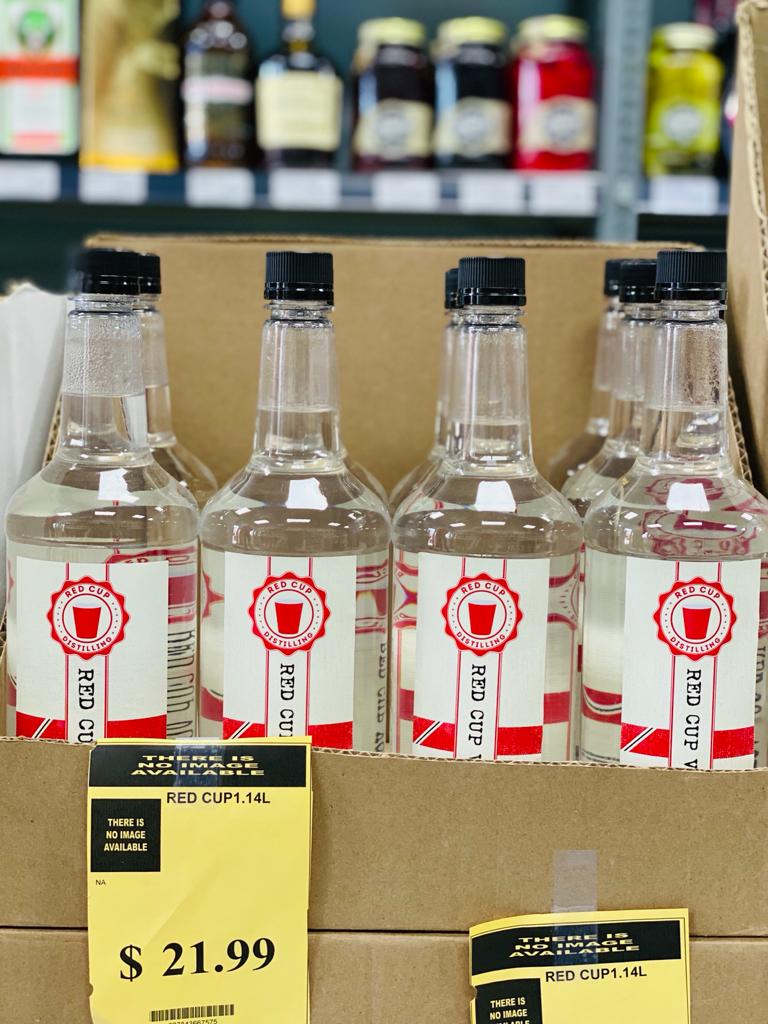 RED CUP
DISTILLING
RED CU
RED CUP
DISTILLING
RED CU
RED CUP
DISTILLING
RED CUP V
RED CUP
DISTILLING
RED CUP V
THERE IS
NO IMAGE
AVAILABLE
RED CUP1.14L
THERE IS
NO IMAGE
AVAILABLE
NA
$ 21.99
THERE IS
NO IMAGE
AVAILABLE
RED CUP1.14L
THERE IS
NO IMAGE